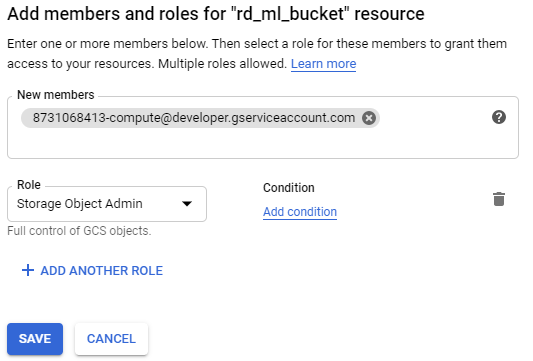 Add members and roles for "rd_ml_bucket" resource
Enter one or more members below. Then select a role for these members to grant them
access to your resources. Multiple roles allowed. Learn more
New members
8731068413-compute@developer.gserviceaccount.com
Role
Storage Object Admin
Condition
Add condition
Full control of GCS objects.
ADD ANOTHER ROLE
SAVE
CANCEL